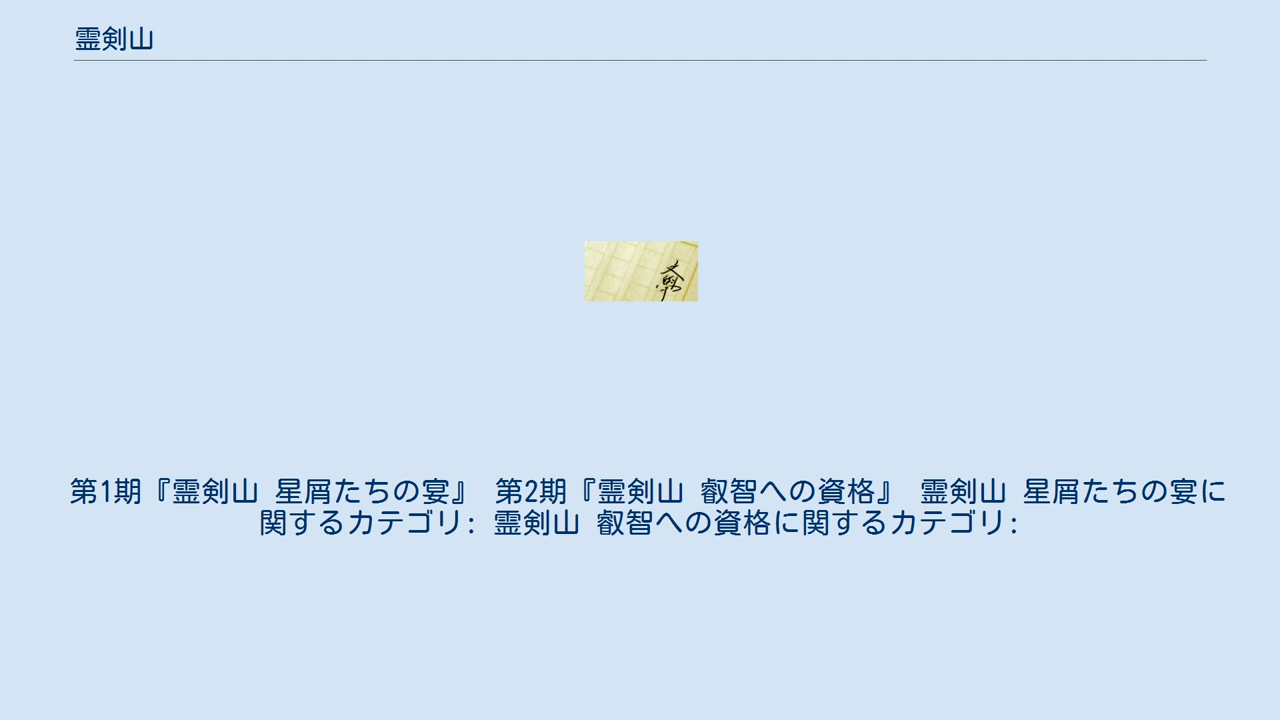 霊剣山
第1期『霊剣山 星屑たちの宴』 第2期『霊剣山 叡智への資格』 霊剣山 星屑たちの宴に
関するカテゴリ: 霊剣山 叡智への資格に関するカテゴリ: